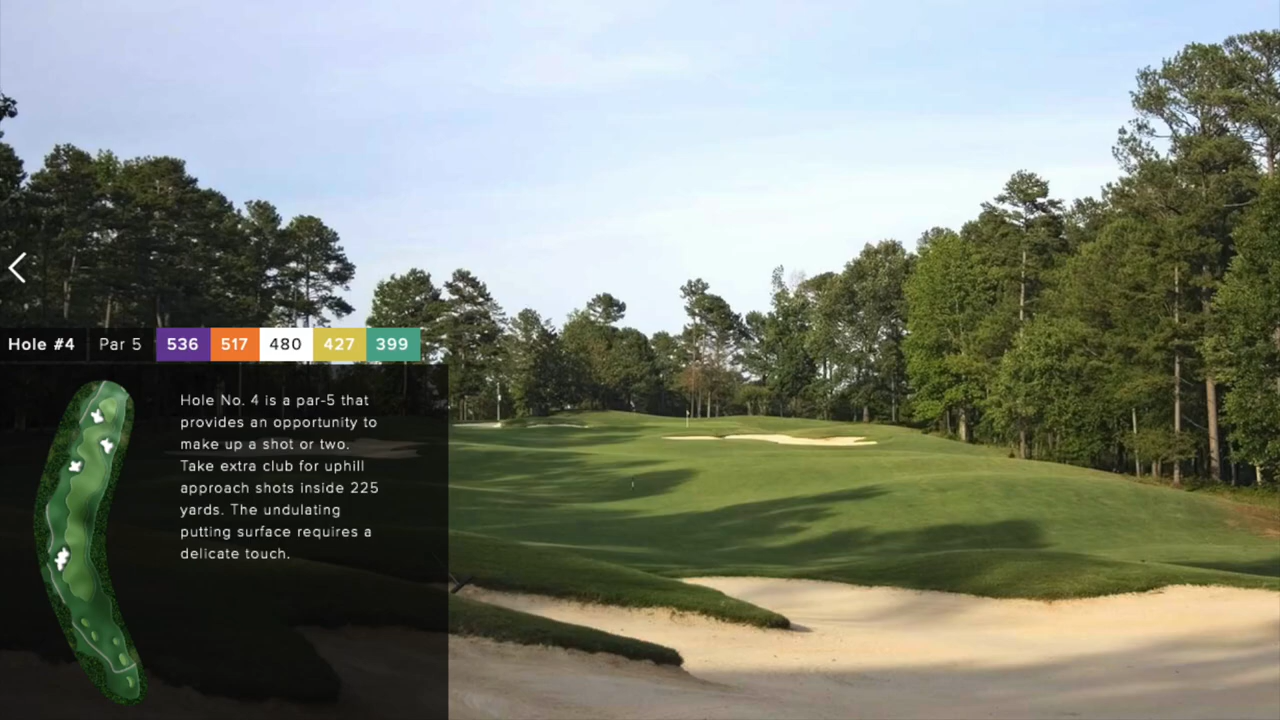 Hole #4 Par 5 536 517 480 427 399
Hole No. 4 is a par-5 that
provides an opportunity to
make up a shot or two.
Take extra club for uphill
approach shots inside 225
yards. The undulating
putting surface requires a
delicate touch.